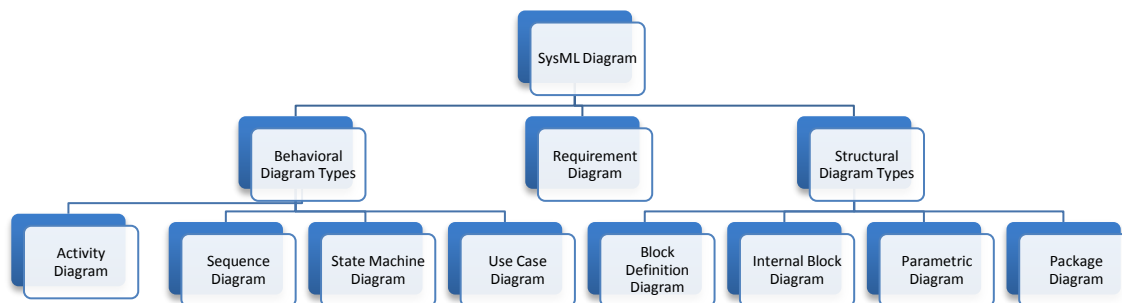 SysML Diagram
Behavioral
Diagram Types
Requirement
Diagram
Structural
Diagram Types
Activity
Diagram
Sequence
Diagram
State Machine
Diagram
Use Case
Diagram
Block
Definition
Diagram
Internal Block
Diagram
Parametric
Diagram
Package
Diagram